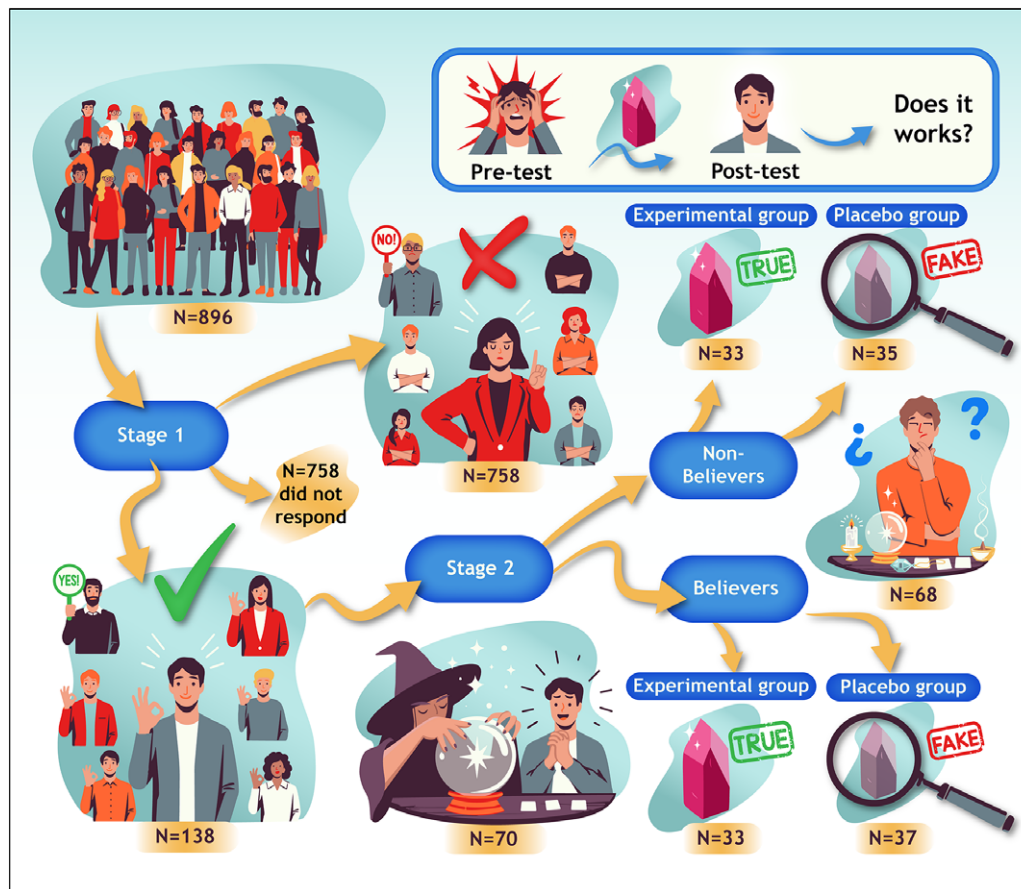 Pre-test
Post-test
Does it
works?
N=896
NO!
N=758
Experimental group
TRUE
N=33
Placebo group
FAKE
N=35
Stage 1
N=758
did not
respond
Non-
Believers
¿
?
N=68
Stage 2
Believers
YES!
N=138
N=70
Experimental group
TRUE
N=33
Placebo group
FAKE
N=37